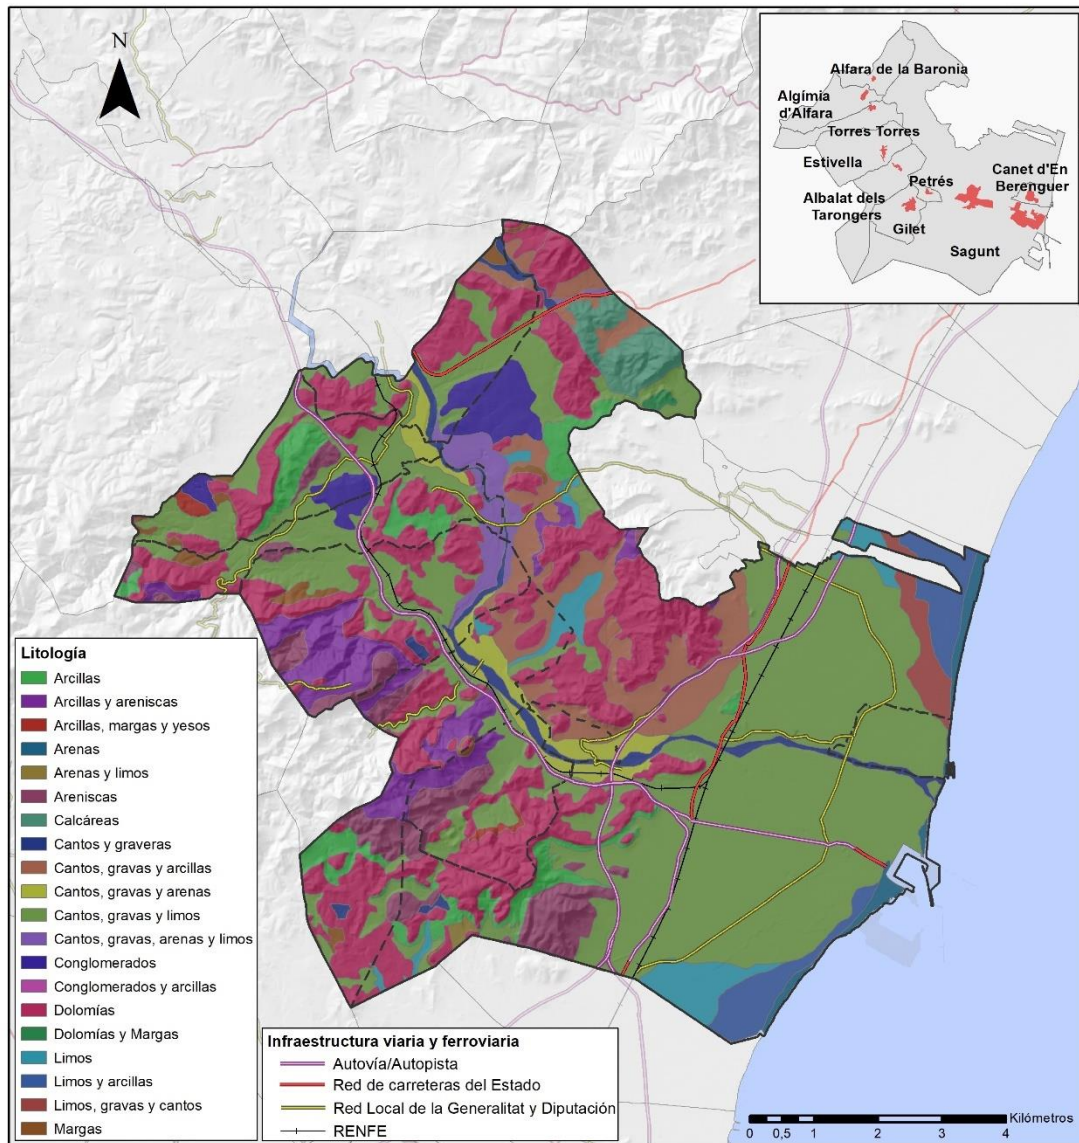 N
Alfara de la Baronia
Algímia
d'Alfara
Torres Torres
Estivella
Petrés
Canet d'En
Berenguer
Albalat dels
Tarongers
Gilet
Sagunt
Litología
Arcillas
Arcillas y areniscas
Arcillas, margas y yesos
Arenas
Arenas y limos
Areniscas
Calcáreas
Cantos y graveras
Cantos, gravas y arcillas
Cantos, gravas y arenas
Cantos, gravas y limos
Cantos, gravas, arenas y limos
Conglomerados
Conglomerados y arcillas
Dolomías
Dolomías y Margas
Limos
Limos y arcillas
Limos, gravas y cantos
Margas
Infraestructura viaria y ferroviaria
Autovía/Autopista
Red de carreteras del Estado
Red Local de la Generalitat y Diputación
RENFE
Kilómetros
0 0,5 1 2 3 4